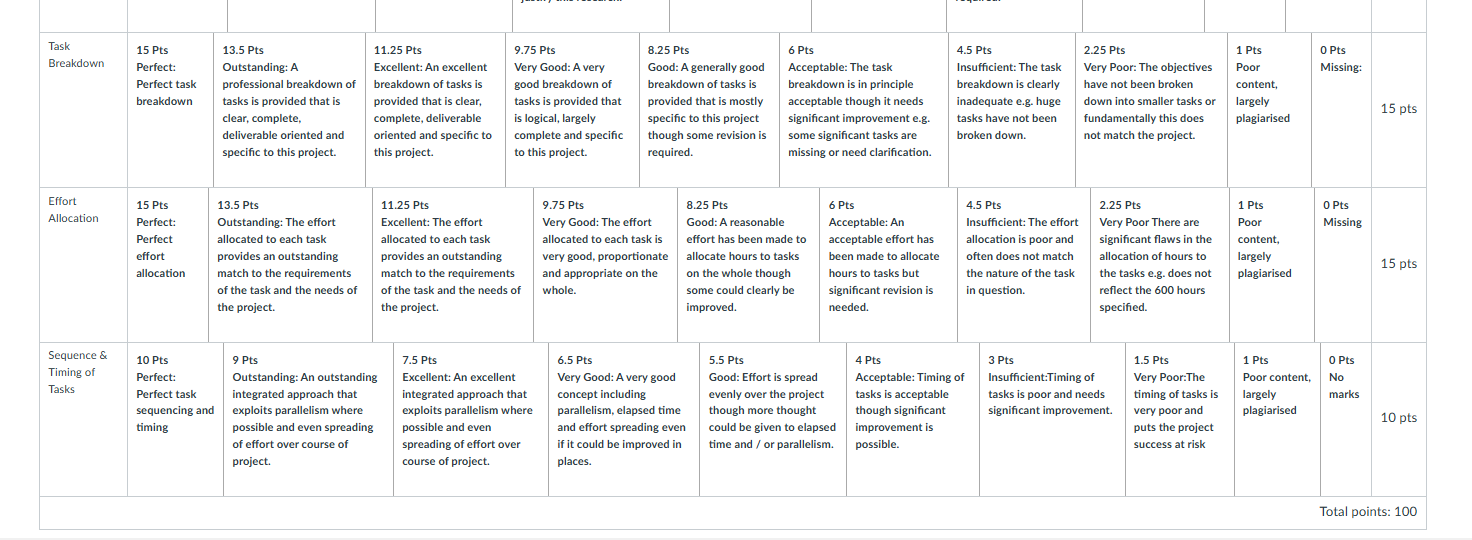 justify this research.
required.
Task
Breakdown
15 Pts
Perfect:
Perfect task
breakdown
13.5 Pts
Outstanding: A
professional breakdown of
tasks is provided that is
clear, complete,
deliverable oriented and
specific to this project.
11.25 Pts
Excellent: An excellent
breakdown of tasks is
provided that is clear,
complete, deliverable
oriented and specific to
this project.
9.75 Pts
Very Good: A very
good breakdown of
tasks is provided that
is logical, largely
complete and specific
to this project.
8.25 Pts
Good: A generally good
breakdown of tasks is
provided that is mostly
specific to this project
though some revision is
required.
6 Pts
Acceptable: The task
breakdown is in principle
acceptable though it needs
significant improvement e.g.
some significant tasks are
missing or need clarification.
4.5 Pts
Insufficient: The task
breakdown is clearly
inadequate e.g. huge
tasks have not been
broken down.
2.25 Pts
Very Poor: The objectives
have not been broken
down into smaller tasks or
fundamentally this does
not match the project.
1 Pts
Poor
content,
largely
plagiarised
0 Pts
Missing:
15 pts
Effort
Allocation
15 Pts
Perfect:
Perfect
effort
allocation
13.5 Pts
Outstanding: The effort
allocated to each task
provides an outstanding
match to the requirements
of the task and the needs of
the project.
11.25 Pts
Excellent: The effort
allocated to each task
provides an outstanding
match to the requirements
of the task and the needs of
the project.
9.75 Pts
Very Good: The effort
allocated to each task is
very good, proportionate
and appropriate on the
whole.
8.25 Pts
Good: A reasonable
effort has been made to
allocate hours to tasks
on the whole though
some could clearly be
improved.
6 Pts
Acceptable: An
acceptable effort has
been made to allocate
hours to tasks but
significant revision is
needed.
4.5 Pts
Insufficient: The effort
allocation is poor and
often does not match
the nature of the task
in question.
2.25 Pts
Very Poor There are
significant flaws in the
allocation of hours to
the tasks e.g. does not
reflect the 600 hours
specified.
1 Pts
Poor
content,
largely
plagiarised
0 Pts
Missing
15 pts
Sequence &
Timing of
Tasks
10 Pts
Perfect:
Perfect task
sequencing and
timing
9 Pts
Outstanding: An outstanding
integrated approach that
exploits parallelism where
possible and even spreading
of effort over course of
project.
7.5 Pts
Excellent: An excellent
integrated approach that
exploits parallelism where
possible and even
spreading of effort over
course of project.
6.5 Pts
Very Good: A very good
concept including
parallelism, elapsed time
and effort spreading even
if it could be improved in
places.
5.5 Pts
Good: Effort is spread
evenly over the project
though more thought
could be given to elapsed
time and / or parallelism.
4 Pts
Acceptable: Timing of
tasks is acceptable
though significant
improvement is
possible.
3 Pts
Insufficient:Timing of
tasks is poor and needs
significant improvement.
1.5 Pts
Very Poor:The
timing of tasks is
very poor and
puts the project
success at risk
1 Pts
Poor content,
largely
plagiarised
0 Pts
No
marks
10 pts
Total points: 100